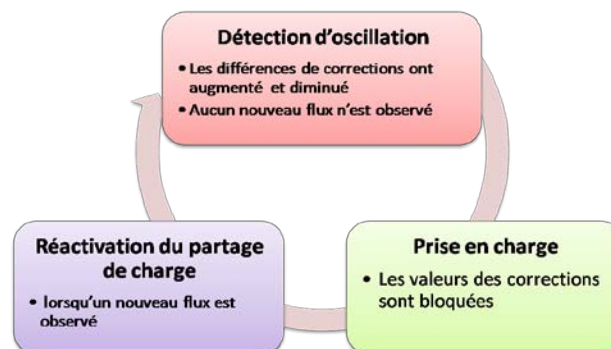 Détection d'oscillation
• Les différences de corrections ont
augmenté et diminué
• Aucun nouveau flux n'est observé
Réactivation du partage
de charge
• lorsqu'un nouveau flux est
observé
Prise en charge
• Les valeurs des corrections
sont bloquées